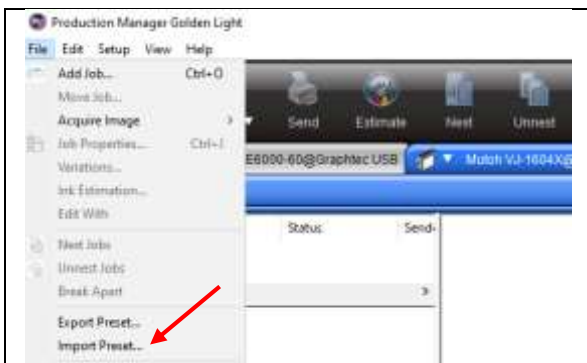 Production Manager Golden Light
File Edit Setup View Help
Add Job... Ctrl+O
Move Job...
Acquire Image
Send Estimate Nest Unnest
Job Properties... Ctrl+J
Variations...
E6000-60@Graphtec USB Mutoh VJ-1604X@
Ink Estimation...
Edit With
Status Send-
Nest Jobs
Unnest Jobs
Break Apart
Export Preset...
Import Preset...